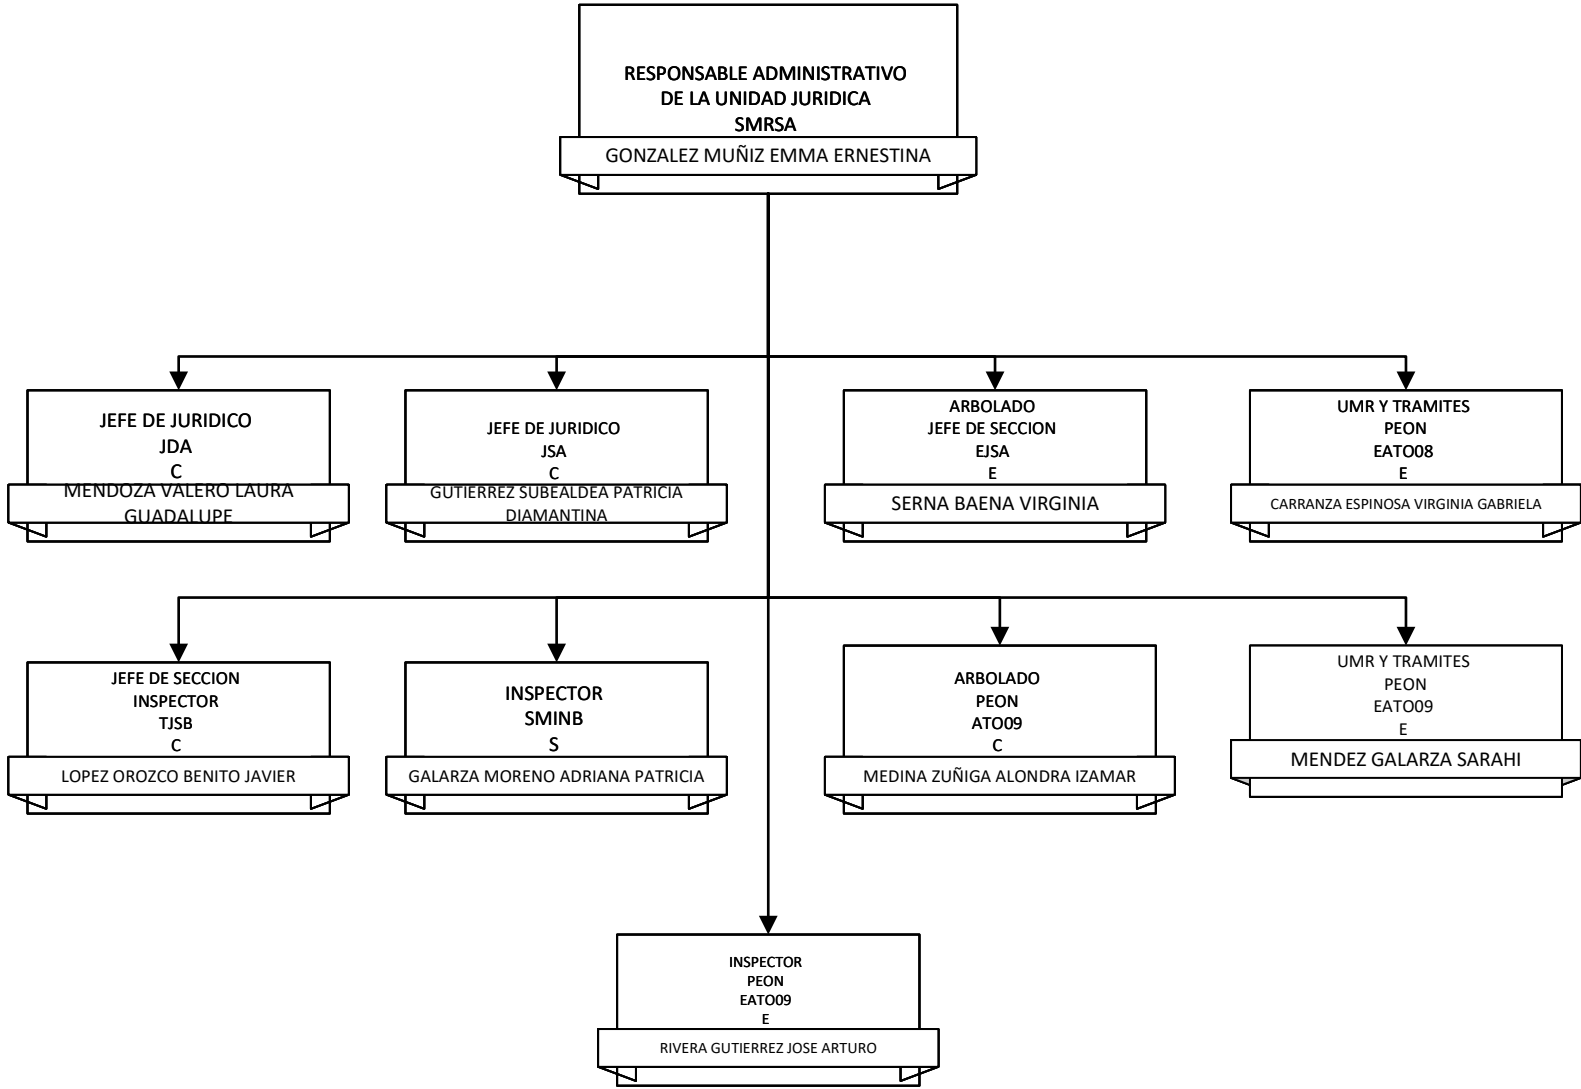 RESPONSABLE ADMINISTRATIVO
DE LA UNIDAD JURIDICA
SMRSA
GONZALEZ MUÑIZ EMMA ERNESTINA
JEFE DE JURIDICO
JDA
C
MENDOZA VALERO LAURA
GUADALUPE
JEFE DE JURIDICO
JSA
C
GUTIERREZ SUBEALDEA PATRICIA
DIAMANTINA
ARBOLADO
JEFE DE SECCION
EJSA
E
SERNA BAENA VIRGINIA
UMR Y TRAMITES
PEON
EATO08
E
CARRANZA ESPINOSA VIRGINIA GABRIELA
JEFE DE SECCION
INSPECTOR
TJSB
C
LOPEZ OROZCO BENITO JAVIER
INSPECTOR
SMINB
S
GALARZA MORENO ADRIANA PATRICIA
ARBOLADO
PEON
ATO09
C
MEDINA ZUÑIGA ALONDRA IZAMAR
UMR Y TRAMITES
PEON
EATO09
E
MENDEZ GALARZA SARAHI
INSPECTOR
PEON
EATO09
E
RIVERA GUTIERREZ JOSE ARTURO